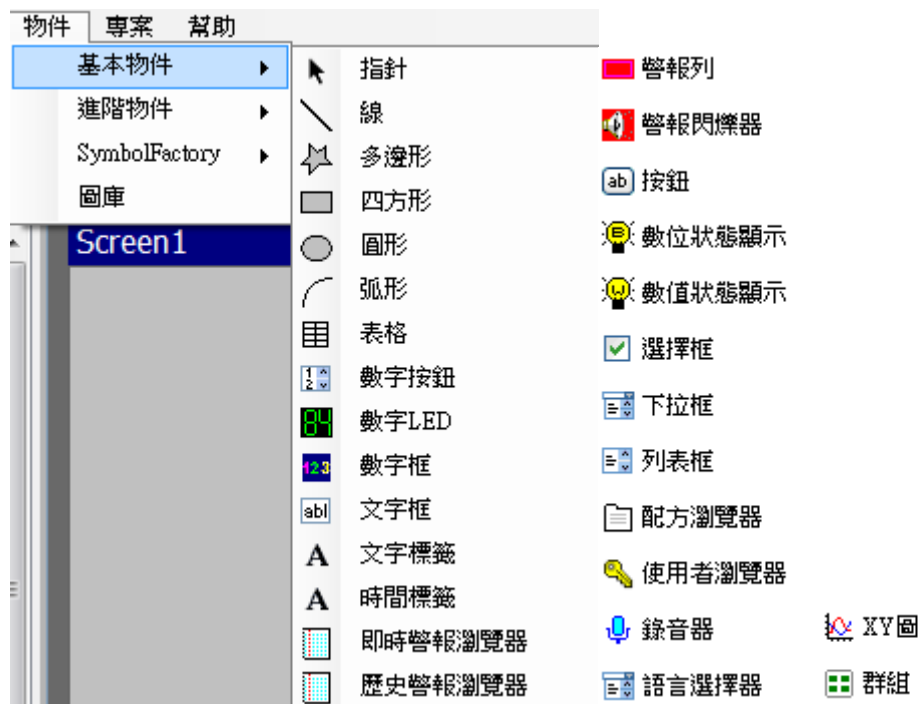 物件 專案 幫助
基本物件
進階物件
SymbolFactory
圖庫
Screen1
指針
線
多邊形
四方形
圓形
弧形
表格
數字按鈕
數字LED
數字框
文字框
文字標籤
時間標籤
即時警報瀏覽器
歷史警報瀏覽器
警報列
警報閃爍器
ab 按鈕
數位狀態顯示
數值狀態顯示
選擇框
下拉框
列表框
配方瀏覽器
使用者瀏覽器
錄音器
語言選擇器
XY圖
群組